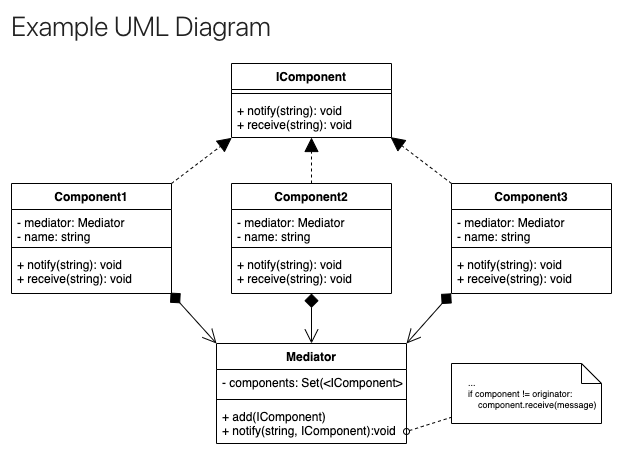 Example UML Diagram
IComponent
+ notify(string): void
+ receive(string): void
Component1
- mediator: Mediator
- name: string
+ notify(string): void
+ receive(string): void
Component2
- mediator: Mediator
- name: string
+ notify(string): void
+ receive(string): void
Component3
- mediator: Mediator
- name: string
+ notify(string): void
+ receive(string): void
Mediator
- components: Set(<IComponent>
+ add(IComponent)
+ notify(string, IComponent):void
...
if component != originator:
component.receive(message)